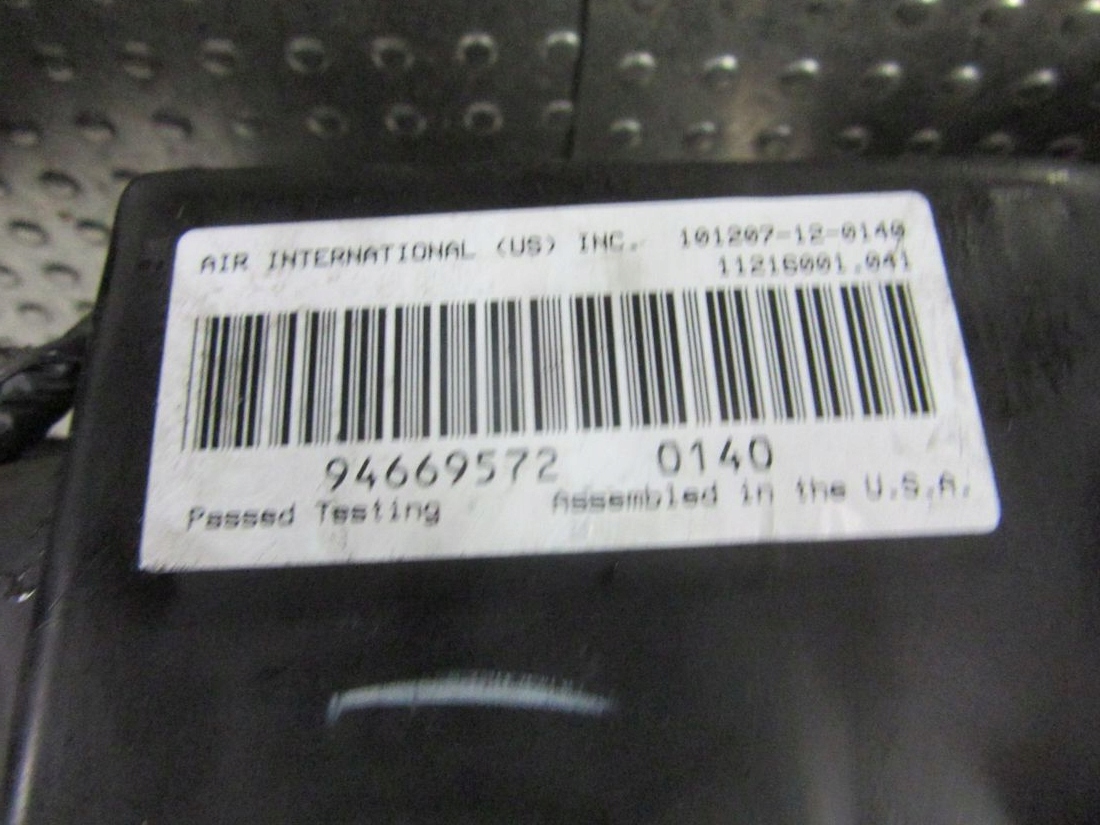 AIR INTERNATIONAL (US) INC. 101207-12-0140
11216001.041
94669572 0140
Passed Testing Assembled in the U.S.A.